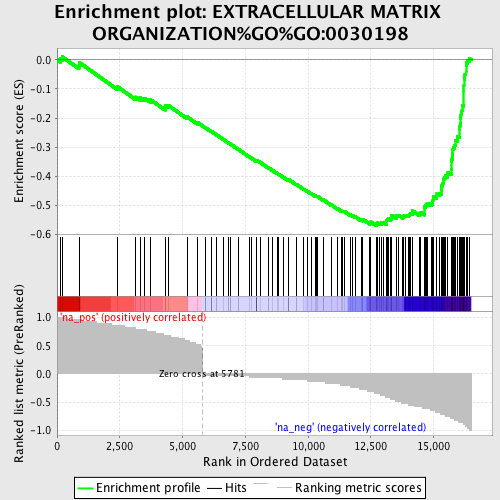 Enrichment plot: EXTRACELLULAR MATRIX
ORGANIZATION%GO%GO:0030198
Enrichment score (ES)
0.0
-0.1
-0.2
-0.3
-0.4
-0.5
-0.6
Ranked list metric (PreRanked)
1.0
0.5
0.0
-0.5
-1.0
'na_pos' (positively correlated)
Zero cross at 5781
'na_neg' (negatively correlated)
0
2,500
5,000
7,500
10,000
12,500
15,000
Rank in Ordered Dataset
Enrichment profile
Hits
Ranking metric scores